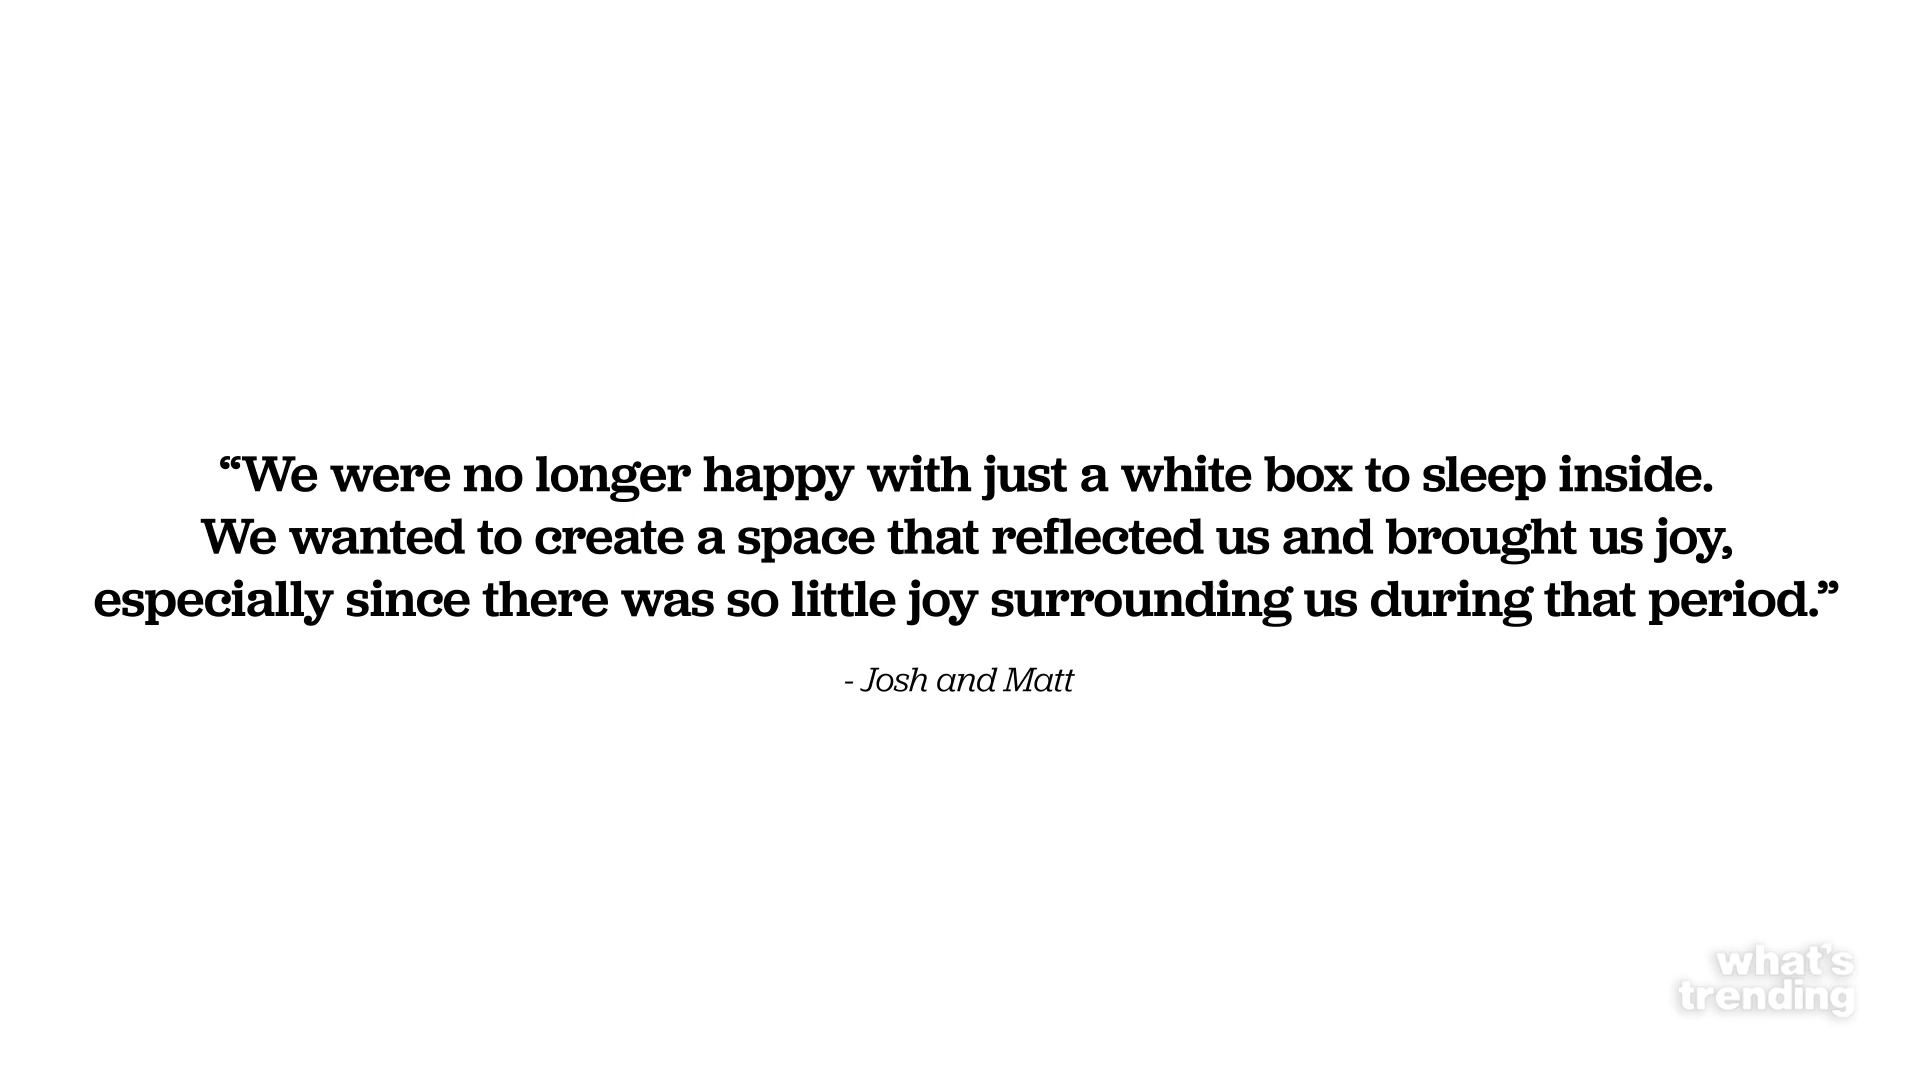 “We were no longer happy with just a white box to sleep inside.
We wanted to create a space that reflected us and brought us joy,
especially since there was so little joy surrounding us during that period.”
- Josh and Matt
what's
trending